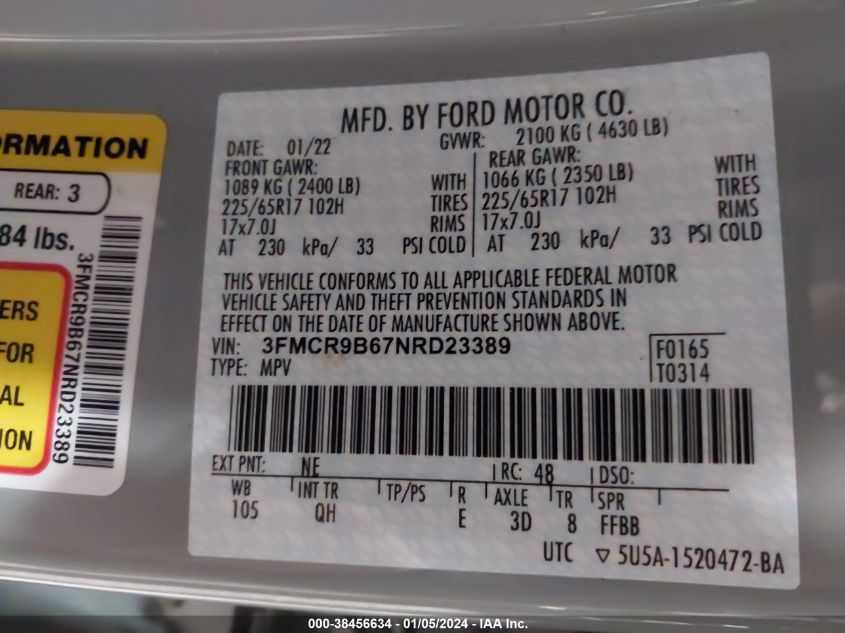 ORMATION
REAR: 3
84 lbs.
3FMCR9B67NRD23389
ERS
FOR
AL
ION
MFD. BY FORD MOTOR CO.
DATE: 01/22 GVWR: 2100 KG ( 4630 LB)
FRONT GAWR: REAR GAWR:
1089 KG ( 2400 LB) WITH 1066 KG ( 2350 LB) WITH
225/65R17 102H TIRES 225/65R17 102H TIRES
17x7.0J RIMS 17x7.0J RIMS
AT 230 kPa/ 33 PSI COLD AT 230 kPa/ 33 PSI COLD
THIS VEHICLE CONFORMS TO ALL APPLICABLE FEDERAL MOTOR
VEHICLE SAFETY AND THEFT PREVENTION STANDARDS IN
EFFECT ON THE DATE OF MANUFACTURE SHOWN ABOVE.
VIN: 3FMCR9B67NRD23389 F0165
TYPE: MPV T0314
EXT PNT: NE RC: 48 DSO:
WB INT TR TP/PS R AXLE TR SPR
105 QH E 3D 8 FFBB
UTC ▽ 5U5A-1520472-BA
000-38456634 - 01/05/2024 - IAA Inc.